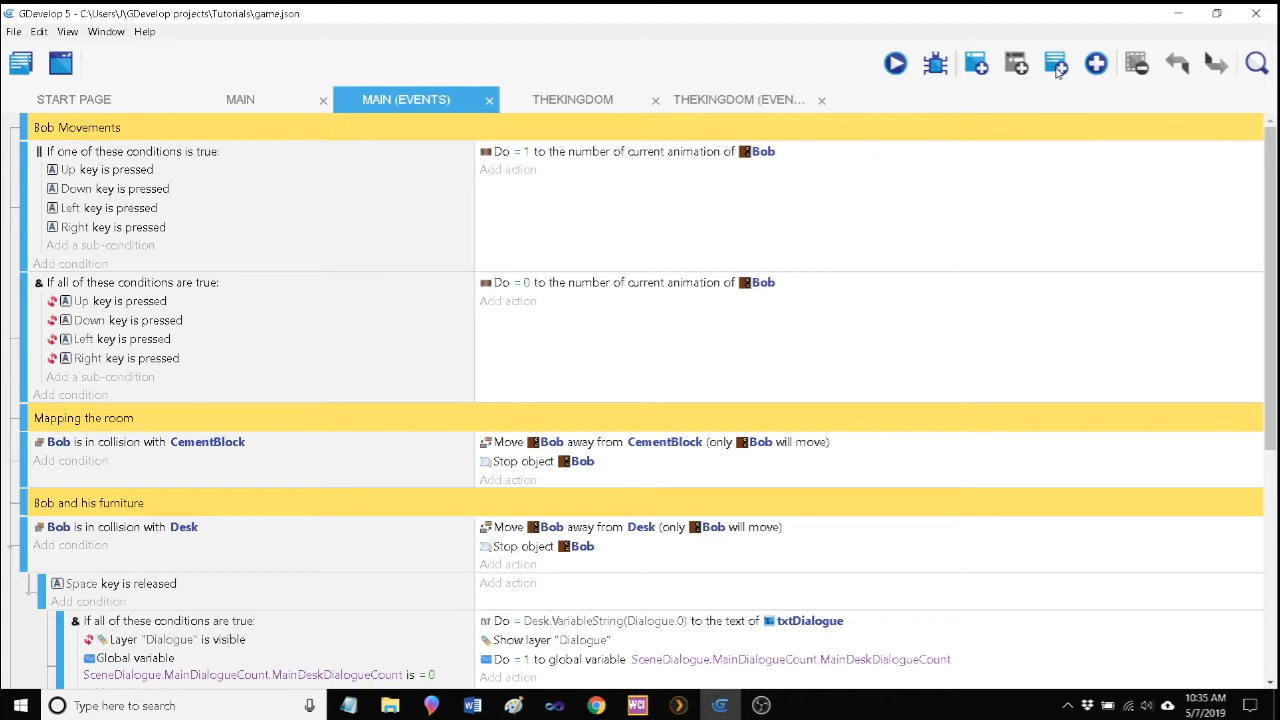 GDevelop 5 - C:\Users\J\GDevelop projects\Tutorials\game.json
File Edit View Window Help
START PAGE MAIN MAIN (EVENTS) THEKINGDOM THEKINGDOM (EVEN...
Bob Movements
If one of these conditions is true: Do = 1 to the number of current animation of Bob
Up key is pressed Add action
Down key is pressed
Left key is pressed
Right key is pressed
Add a sub-condition
Add condition
& If all of these conditions are true: Do = 0 to the number of current animation of Bob
Up key is pressed Add action
Down key is pressed
Left key is pressed
Right key is pressed
Add a sub-condition
Add condition
Mapping the room
Bob is in collision with CementBlock Move Bob away from CementBlock (only Bob will move)
Add condition Stop object Bob
Add action
Bob and his furniture
Bob is in collision with Desk Move Bob away from Desk (only Bob will move)
Add condition Stop object Bob
Add action
Space key is released Add action
Add condition
& If all of these conditions are true: Do = Desk.VariableString(Dialogue.0) to the text of txtDialogue
Layer "Dialogue" is visible Show layer "Dialogue"
Global variable Do = 1 to global variable SceneDialogue.MainDialogueCount.MainDeskDialogueCount
SceneDialogue.MainDialogueCount.MainDeskDialogueCount is = 0
Add action
Type here to search 10:35 AM
5/7/2019